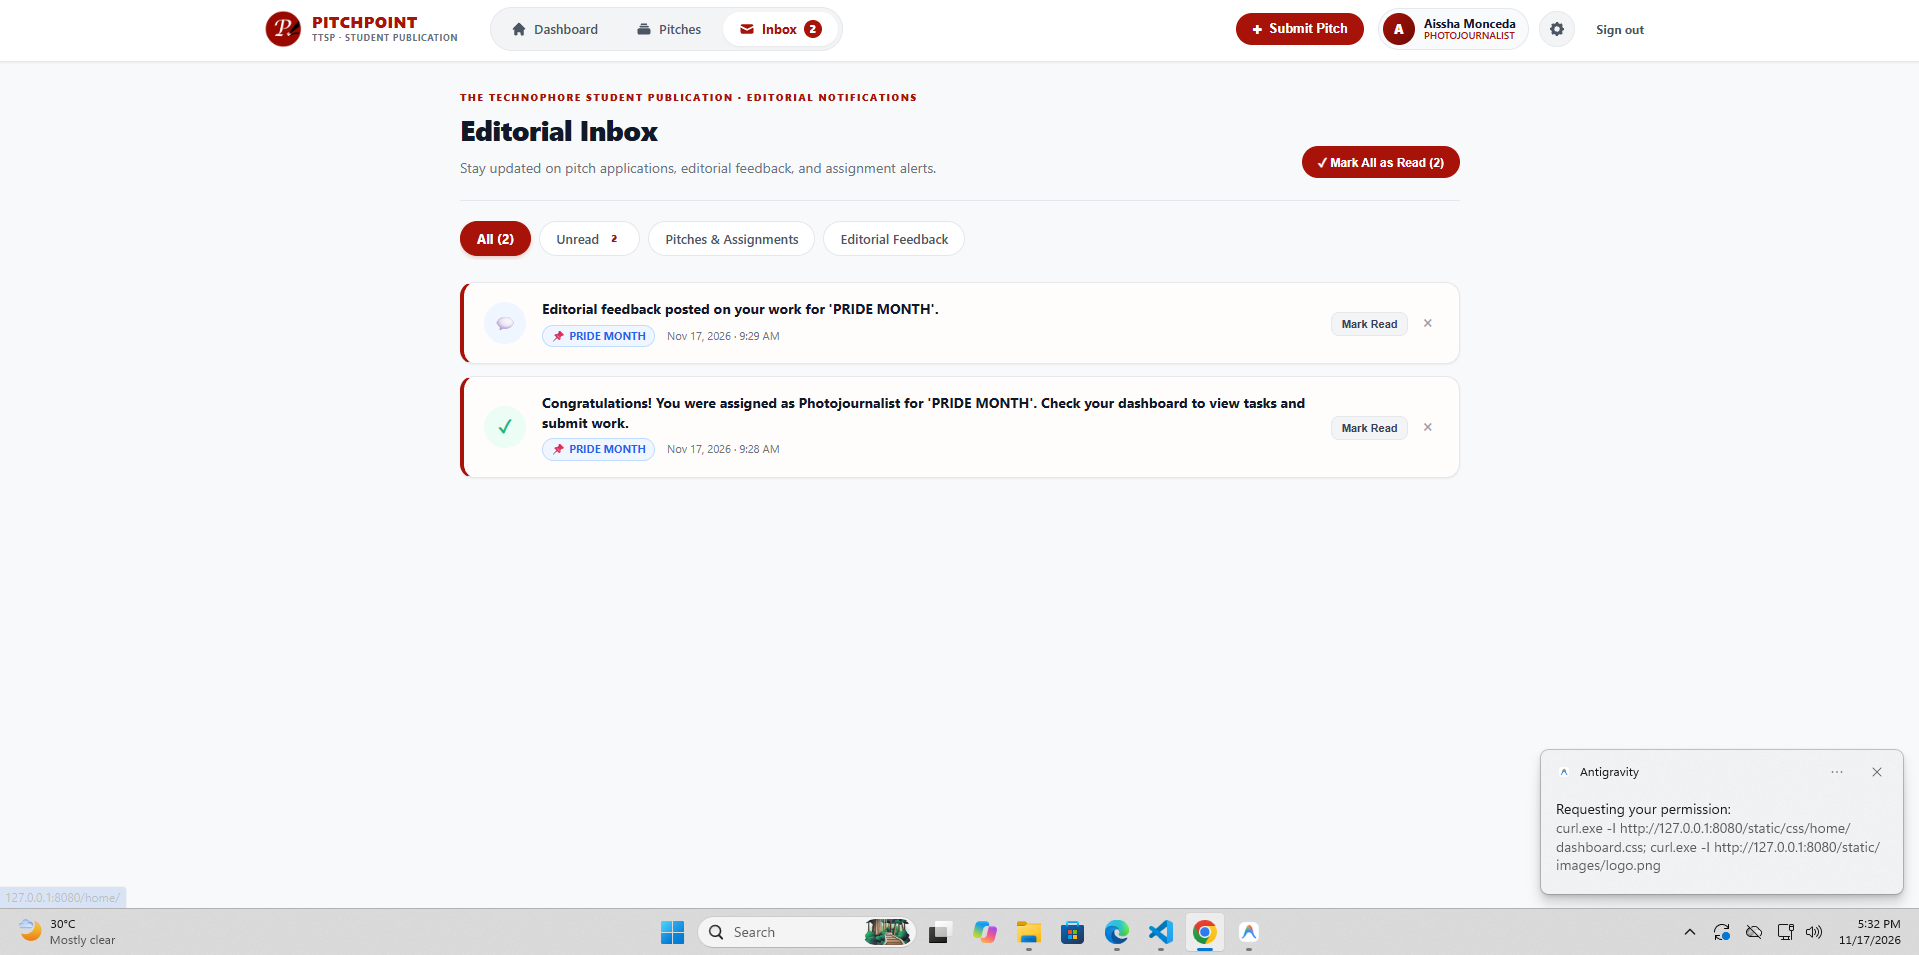 PITCHPOINT
TTSP · STUDENT PUBLICATION
Dashboard
Pitches
Inbox 2
+ Submit Pitch
A
Aissha Monceda
PHOTOJOURNALIST
Sign out
THE TECHNOPHORE STUDENT PUBLICATION · EDITORIAL NOTIFICATIONS
Editorial Inbox
Stay updated on pitch applications, editorial feedback, and assignment alerts.
✓ Mark All as Read (2)
All (2)
Unread 2
Pitches & Assignments
Editorial Feedback
Editorial feedback posted on your work for 'PRIDE MONTH'.
📌 PRIDE MONTH
Nov 17, 2026 · 9:29 AM
Mark Read ×
Congratulations! You were assigned as Photojournalist for 'PRIDE MONTH'. Check your dashboard to view tasks and
submit work.
📌 PRIDE MONTH
Nov 17, 2026 · 9:28 AM
Mark Read ×
Antigravity
Requesting your permission:
curl.exe -I http://127.0.0.1:8080/static/css/home/
dashboard.css; curl.exe -I http://127.0.0.1:8080/static/
images/logo.png
127.0.0.1:8080/home/
30°C
Mostly clear
Search
5:32 PM
11/17/2026